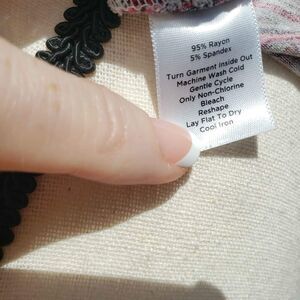 95% Rayon
5% Spandex
Turn Garment Inside Out
Machine Wash Cold
Gentle Cycle
Only Non-Chlorine
Bleach
Reshape
Lay Flat To Dry
Cool Iron